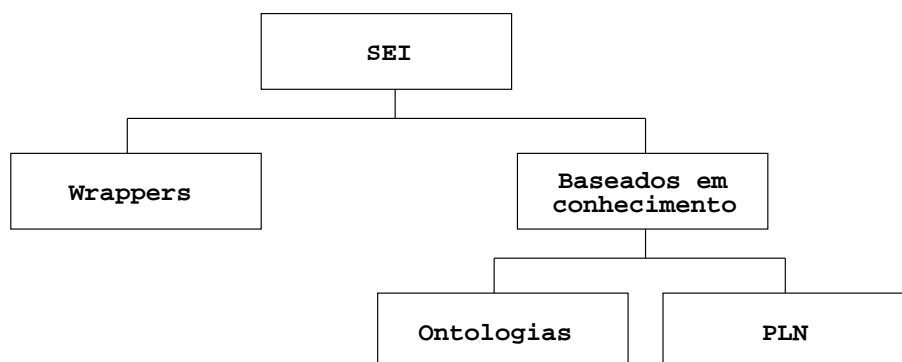 SEI
Wrappers
Baseados em
conhecimento
Ontologias
PLN